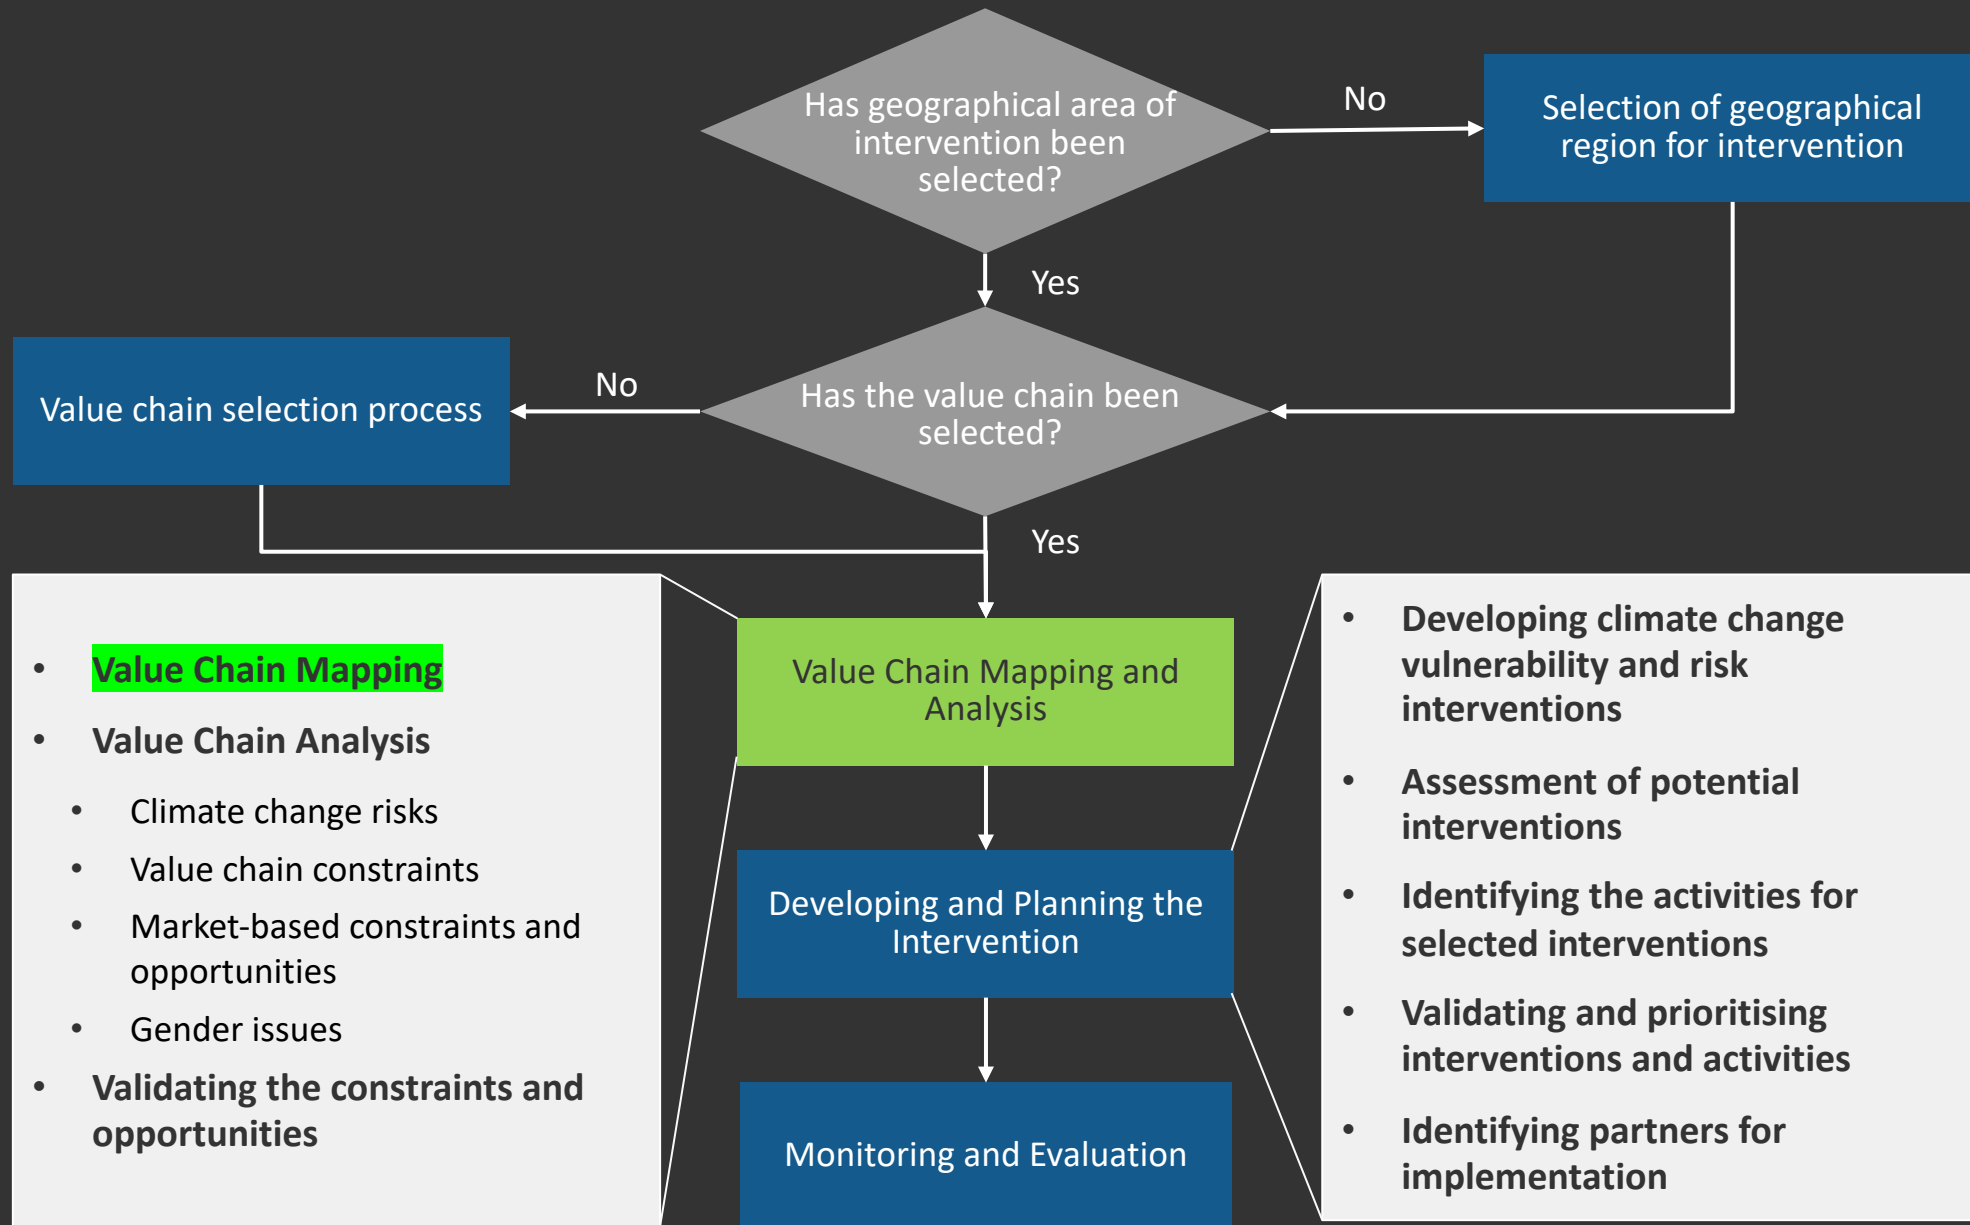 Has geographical area of
intervention been
selected?
No
Selection of geographical
region for intervention
Yes
Value chain selection process
No
Has the value chain been
selected?
Yes
• Value Chain Mapping
• Value Chain Analysis
• Climate change risks
• Value chain constraints
• Market-based constraints and
opportunities
• Gender issues
• Validating the constraints and
opportunities
Value Chain Mapping and
Analysis
Developing and Planning the
Intervention
Monitoring and Evaluation
• Developing climate change
vulnerability and risk
interventions
• Assessment of potential
interventions
• Identifying the activities for
selected interventions
• Validating and prioritising
interventions and activities
• Identifying partners for
implementation